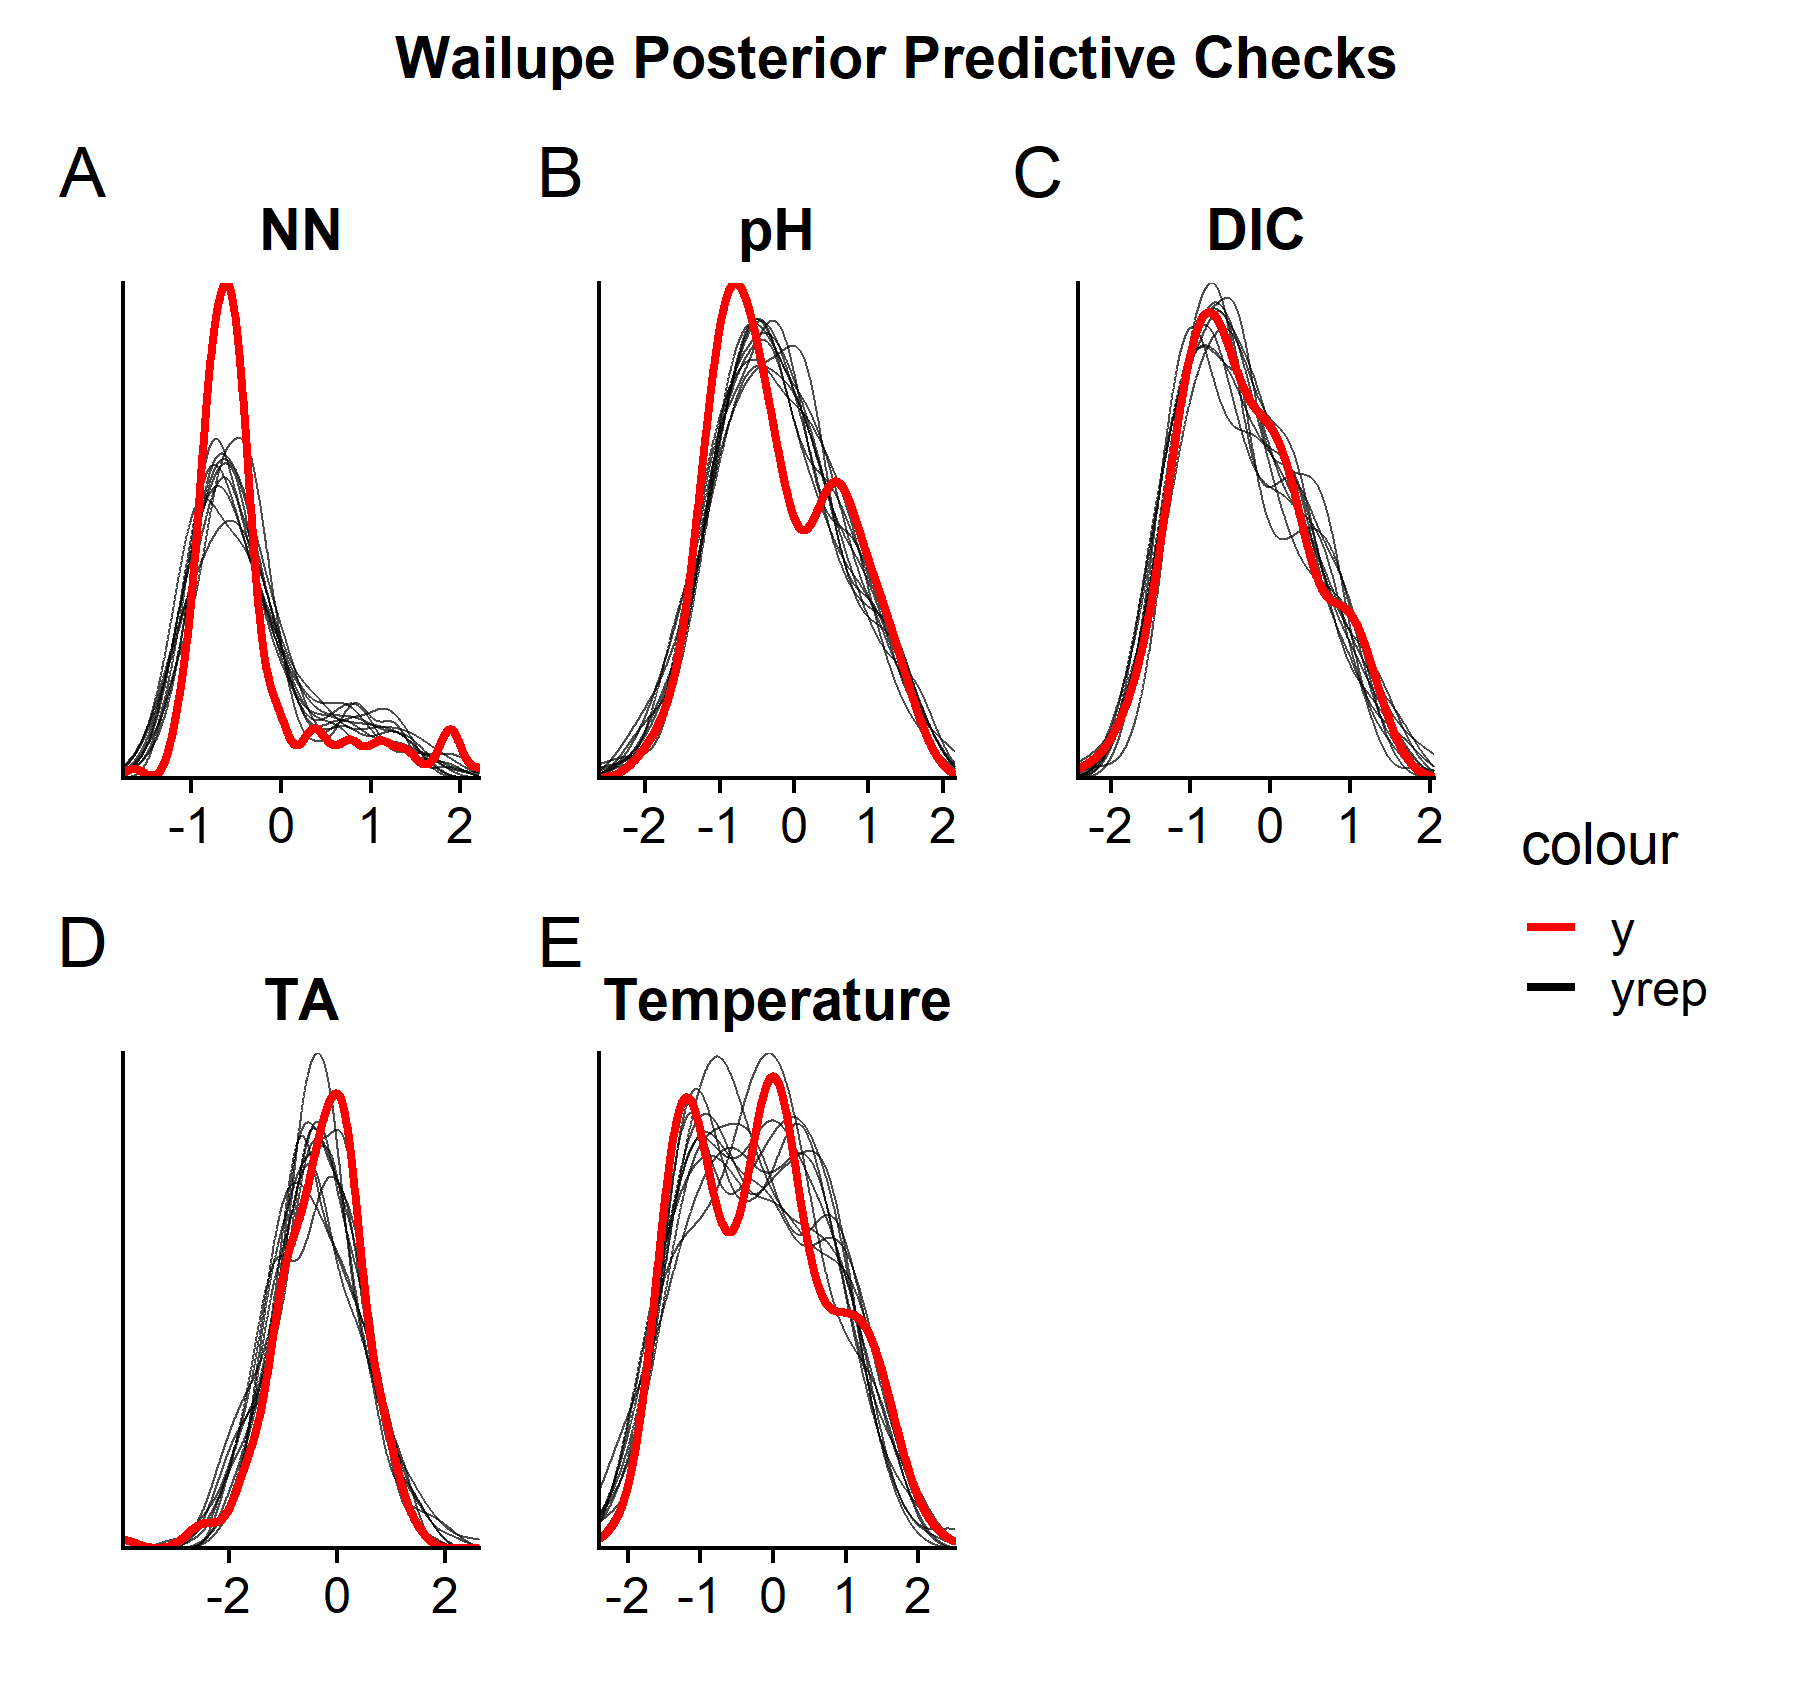 Wailupe Posterior Predictive Checks
A
B
C
NN
pH
DIC
-1 0 1 2
-2 -1 0 1 2
-2 -1 0 1 2
colour
y
yrep
D
E
TA
Temperature
-2 0 2
-2 -1 0 1 2